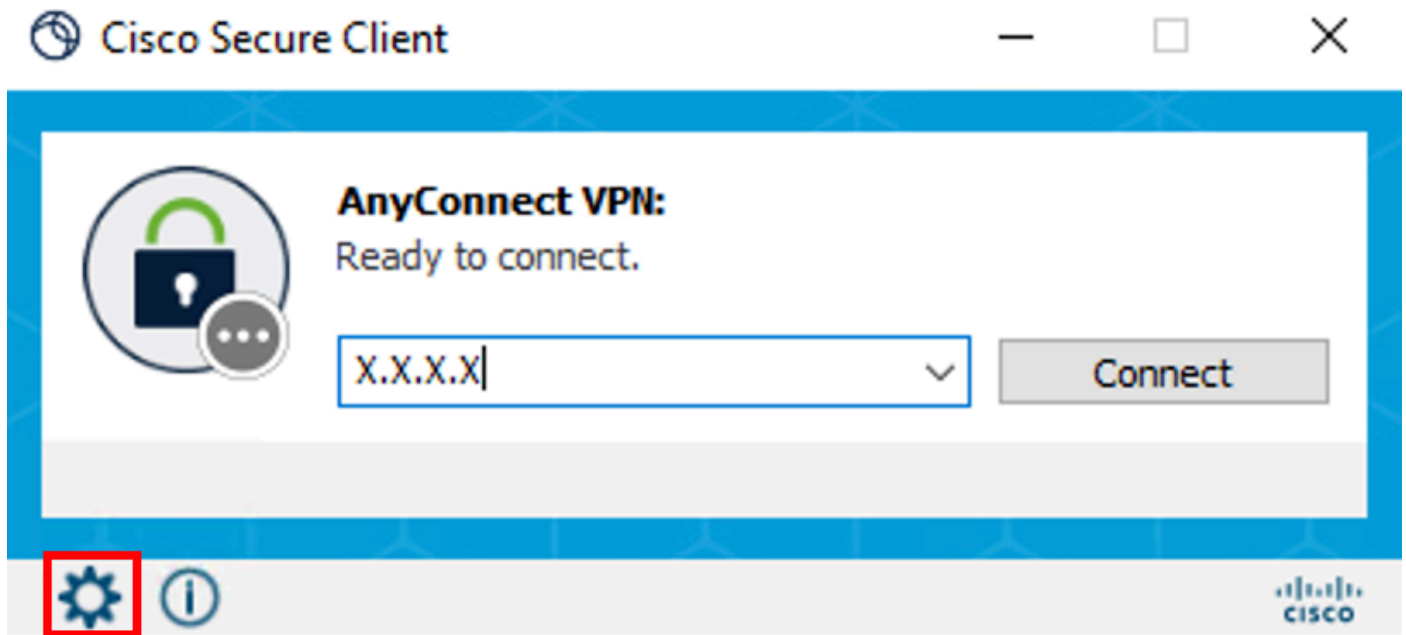 Cisco Secure Client
AnyConnect VPN:
Ready to connect.
X.X.X.X
Connect
CISCO